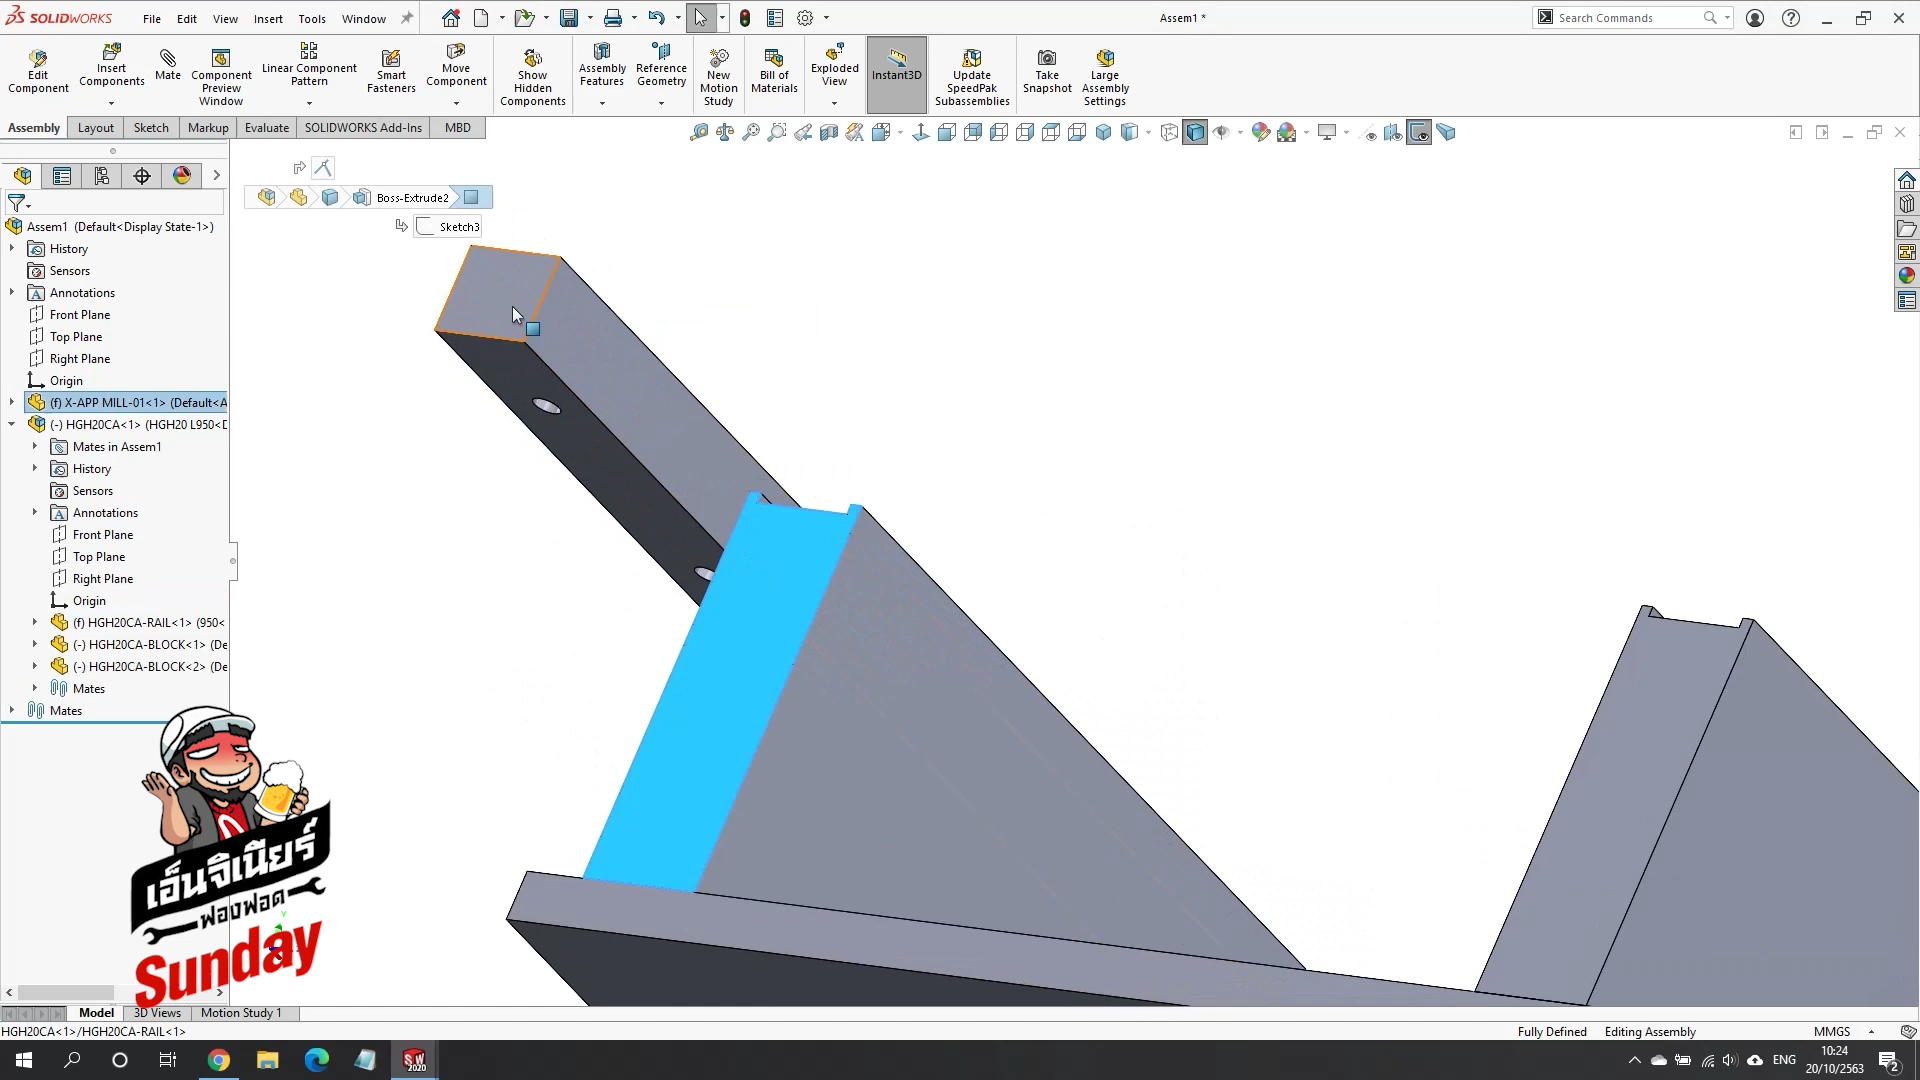 SOLIDWORKS
File Edit View Insert Tools Window
Assem1 *
Search Commands
Edit Component
Insert Components
Mate
Component Preview Window
Linear Component Pattern
Smart Fasteners
Move Component
Show Hidden Components
Assembly Features
Reference Geometry
New Motion Study
Bill of Materials
Exploded View
Instant3D
Update SpeedPak Subassemblies
Take Snapshot
Large Assembly Settings
Assembly Layout Sketch Markup Evaluate SOLIDWORKS Add-Ins MBD
Boss-Extrude2
Sketch3
Assem1 (Default<Display State-1>)
History
Sensors
Annotations
Front Plane
Top Plane
Right Plane
Origin
(f) X-APP MILL-01<1> (Default<A
(-) HGH20CA<1> (HGH20 L950<D
Mates in Assem1
History
Sensors
Annotations
Front Plane
Top Plane
Right Plane
Origin
(f) HGH20CA-RAIL<1> (950<
(-) HGH20CA-BLOCK<1> (De
(-) HGH20CA-BLOCK<2> (De
Mates
Mates
เอ็นจิเนียร์
ฟองฟอด
Sunday
Model 3D Views Motion Study 1
HGH20CA<1>/HGH20CA-RAIL<1>
Fully Defined Editing Assembly MMGS
SW 2020
ENG
10:24
20/10/2563
2